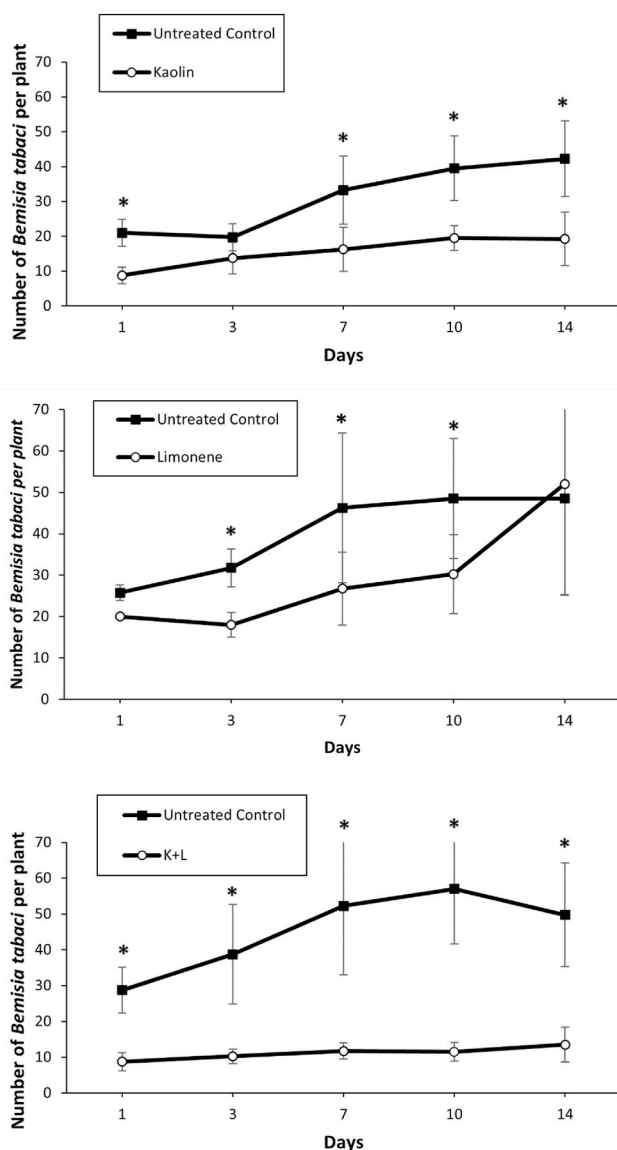 Untreated Control
Kaolin
Number of Bemisia tabaci per plant
70
60
50
40
30
20
10
0
* * * *
1 3 7 10 14
Days
Untreated Control
Limonene
Number of Bemisia tabaci per plant
70
60
50
40
30
20
10
0
* * *
1 3 7 10 14
Days
Untreated Control
K+L
Number of Bemisia tabaci per plant
70
60
50
40
30
20
10
0
* * * * *
1 3 7 10 14
Days